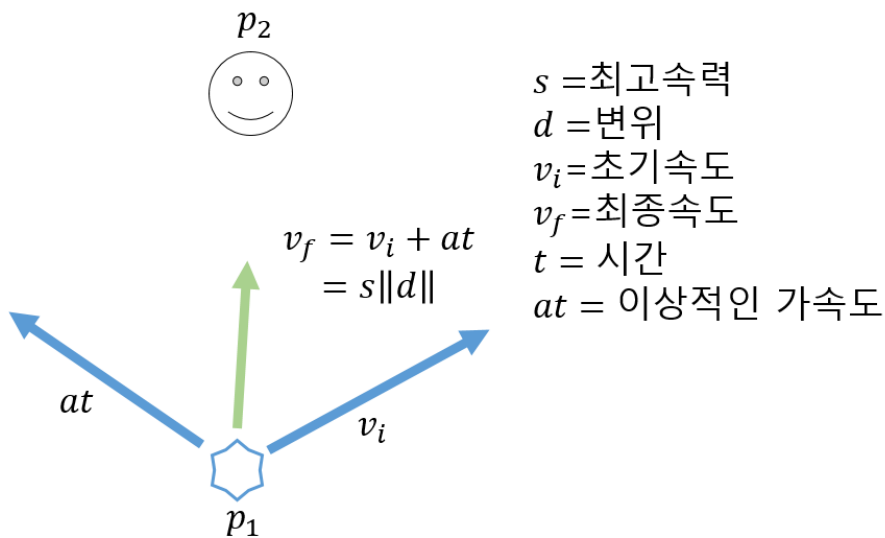 p₂
s =최고속력
d =변위
vᵢ=초기속도
v_f=최종속도
t = 시간
at = 이상적인 가속도
v_f = vᵢ + at
= s‖d‖
at
vᵢ
p₁